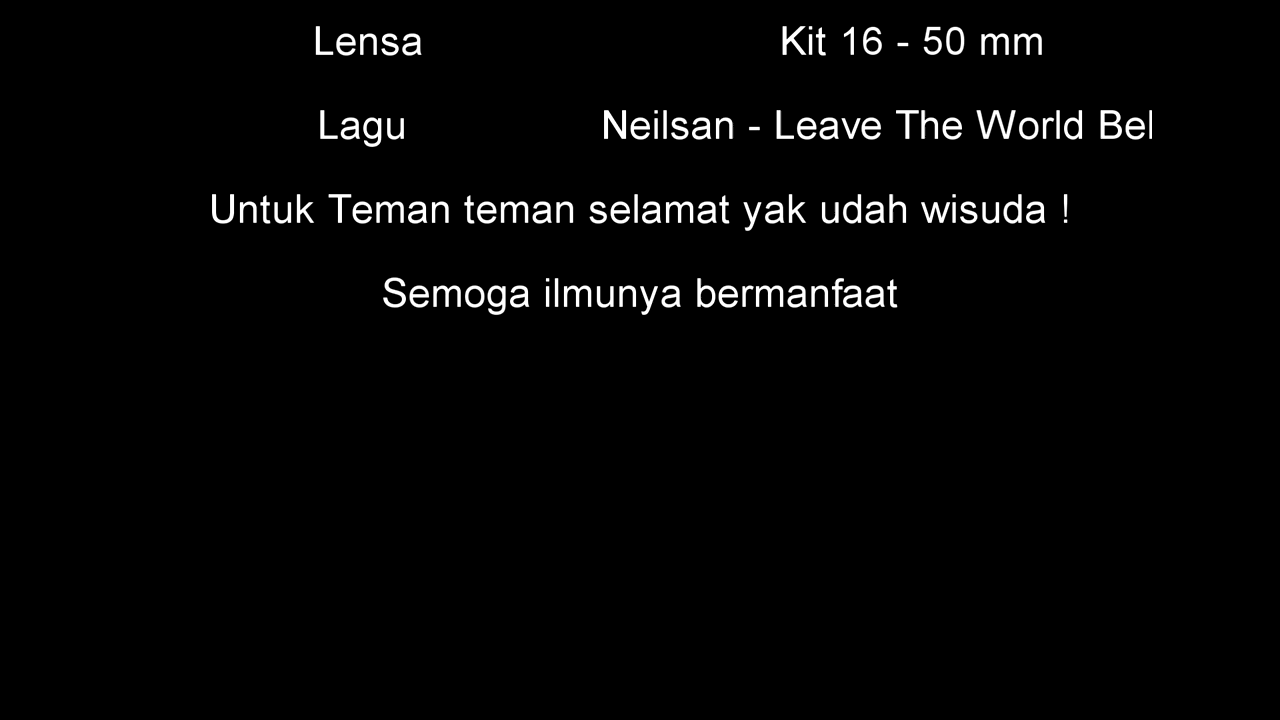 Lensa Kit 16 - 50 mm
Lagu Neilsan - Leave The World
Untuk Teman teman selamat yak udah wisuda !
Semoga ilmunya bermanfaat